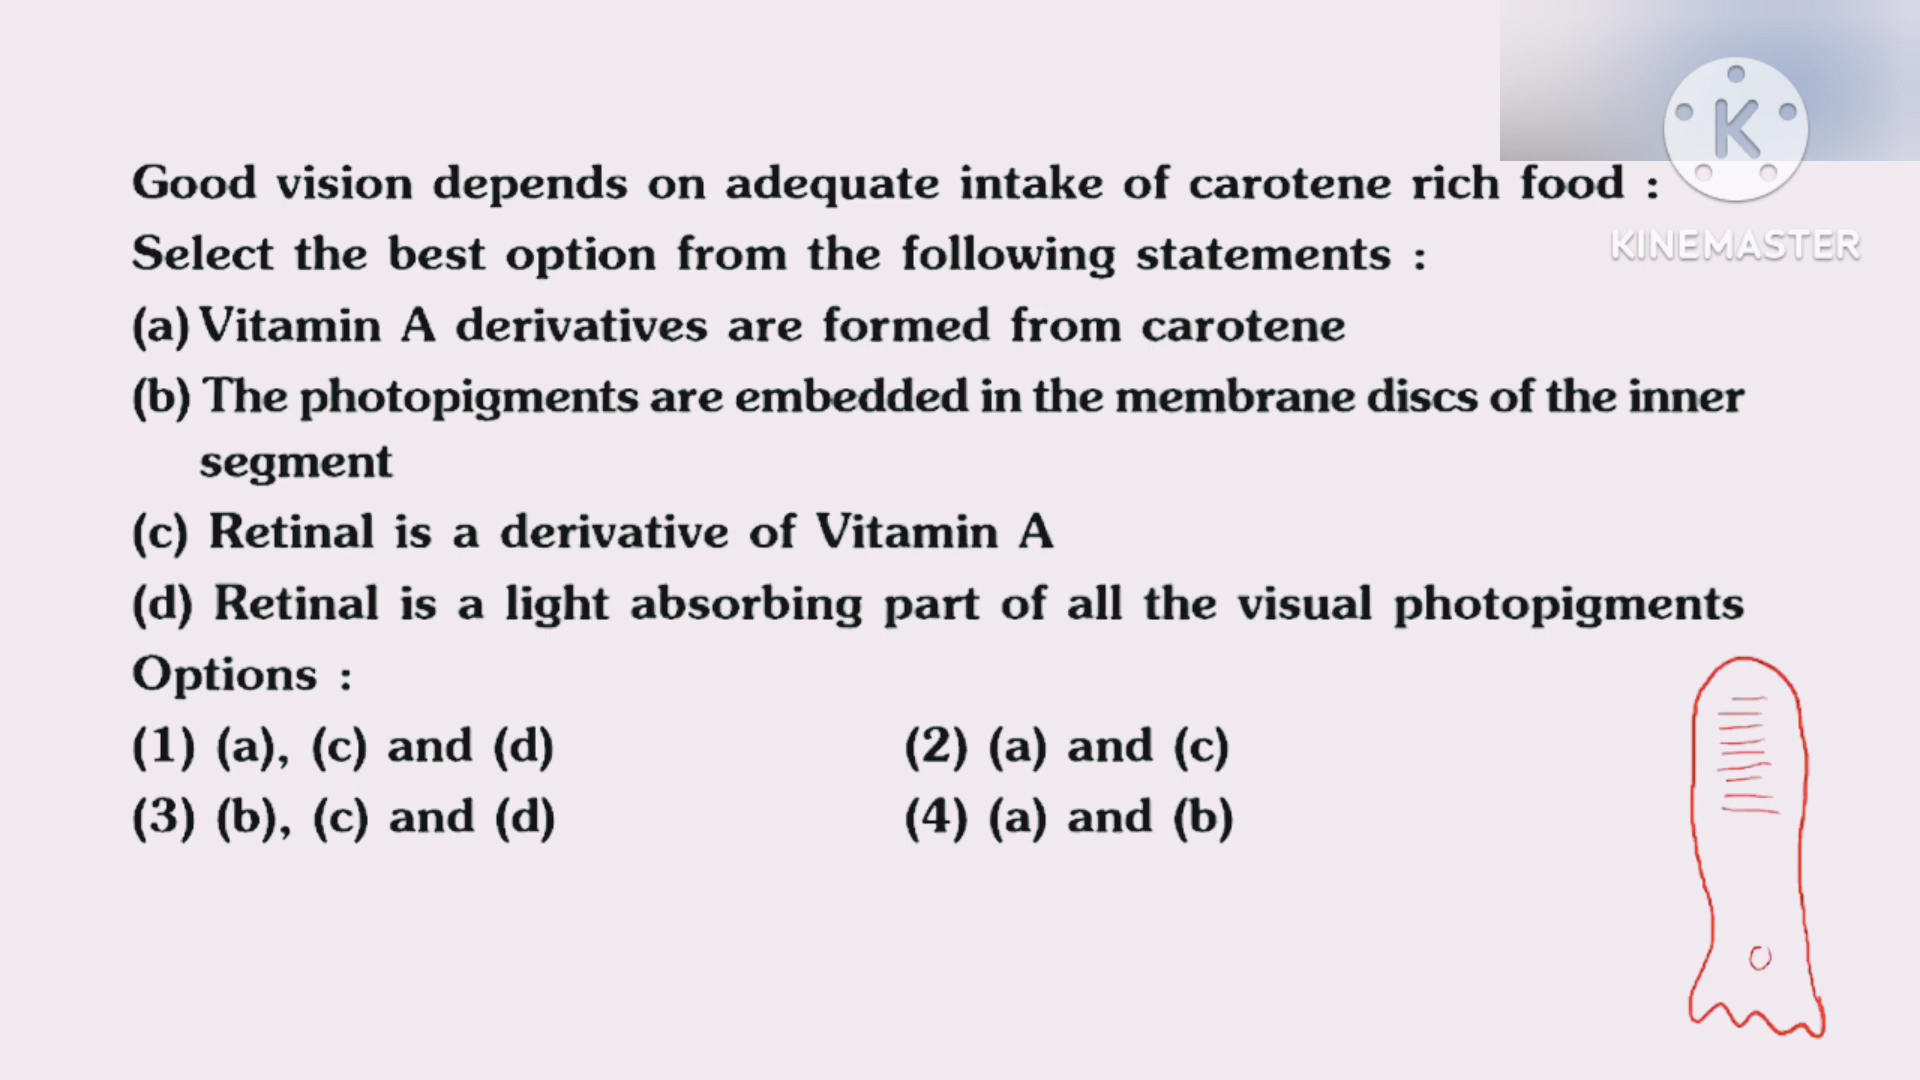 K
KINEMASTER
Good vision depends on adequate intake of carotene rich food :
Select the best option from the following statements :
(a) Vitamin A derivatives are formed from carotene
(b) The photopigments are embedded in the membrane discs of the inner
segment
(c) Retinal is a derivative of Vitamin A
(d) Retinal is a light absorbing part of all the visual photopigments
Options :
(1) (a), (c) and (d) (2) (a) and (c)
(3) (b), (c) and (d) (4) (a) and (b)